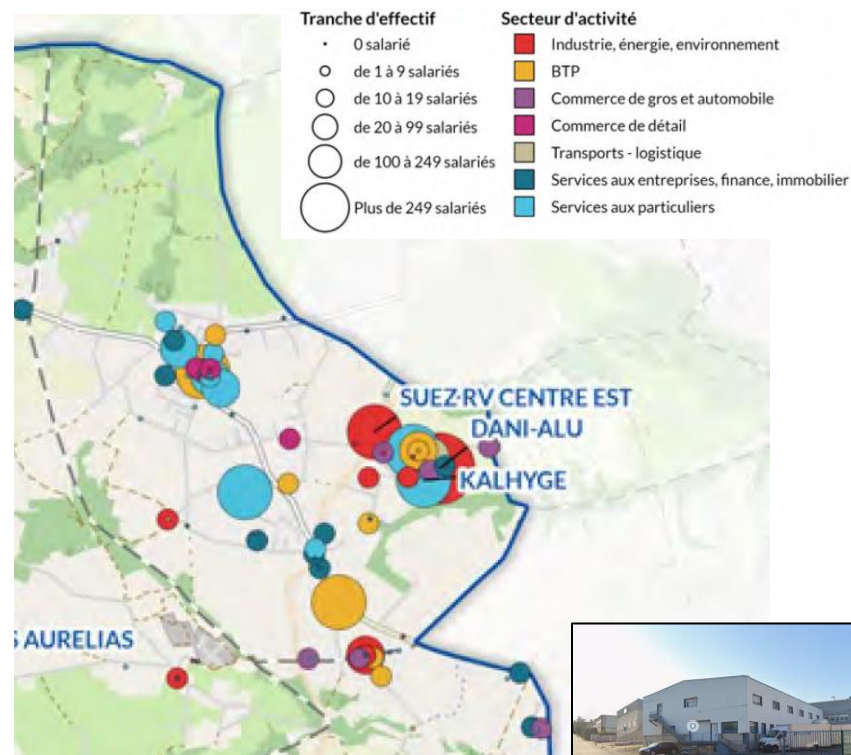 Tranche d'effectif
0 salarié
de 1 à 9 salariés
de 10 à 19 salariés
de 20 à 99 salariés
de 100 à 249 salariés
Plus de 249 salariés
Secteur d'activité
Industrie, énergie, environnement
BTP
Commerce de gros et automobile
Commerce de détail
Transports - logistique
Services aux entreprises, finance, immobilier
Services aux particuliers
SUEZ RV CENTRE EST
DANI-ALU
KALHYGE
S AURELIAS